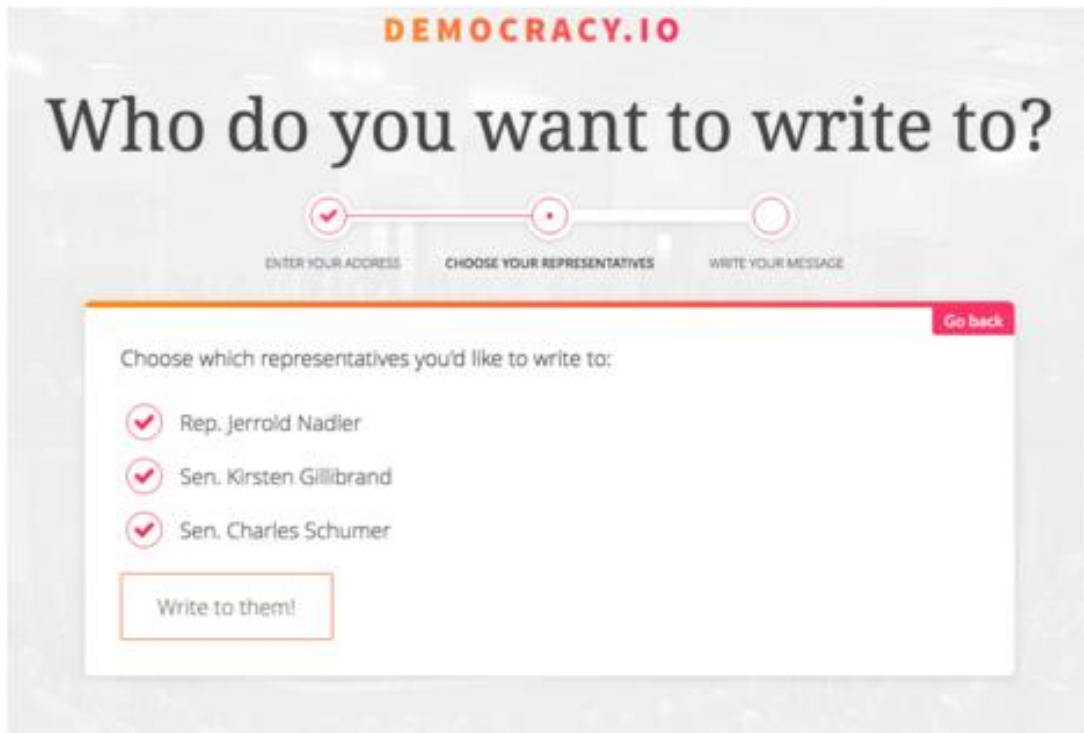 DEMOCRACY.IO
Who do you want to write to?
ENTER YOUR ADDRESS CHOOSE YOUR REPRESENTATIVES WRITE YOUR MESSAGE
Go back
Choose which representatives you'd like to write to:
Rep. Jerrold Nadler
Sen. Kirsten Gillibrand
Sen. Charles Schumer
Write to them!